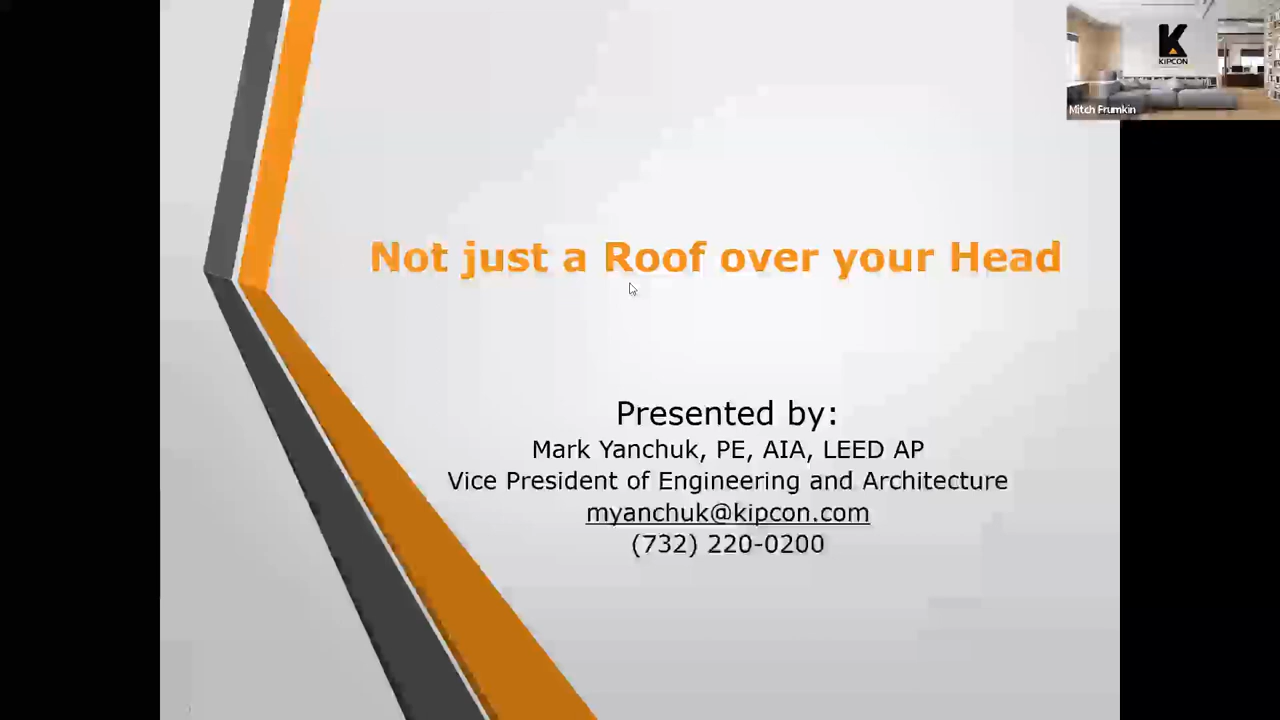 K
KIPCON
Mitch Frumkin
Not just a Roof over your Head
Presented by:
Mark Yanchuk, PE, AIA, LEED AP
Vice President of Engineering and Architecture
myanchuk@kipcon.com
(732) 220-0200